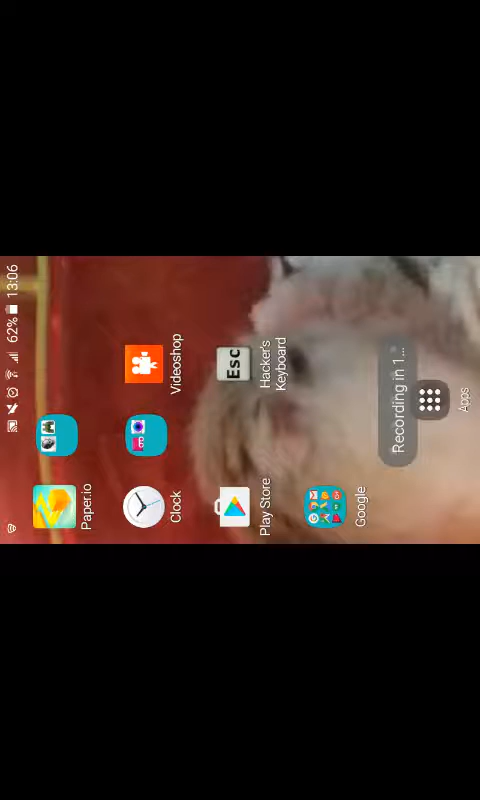 62% 13:06
Paper.io
Clock
Videoshop
Play Store
Esc
Hacker's
Keyboard
Google
Recording in 1...
Apps